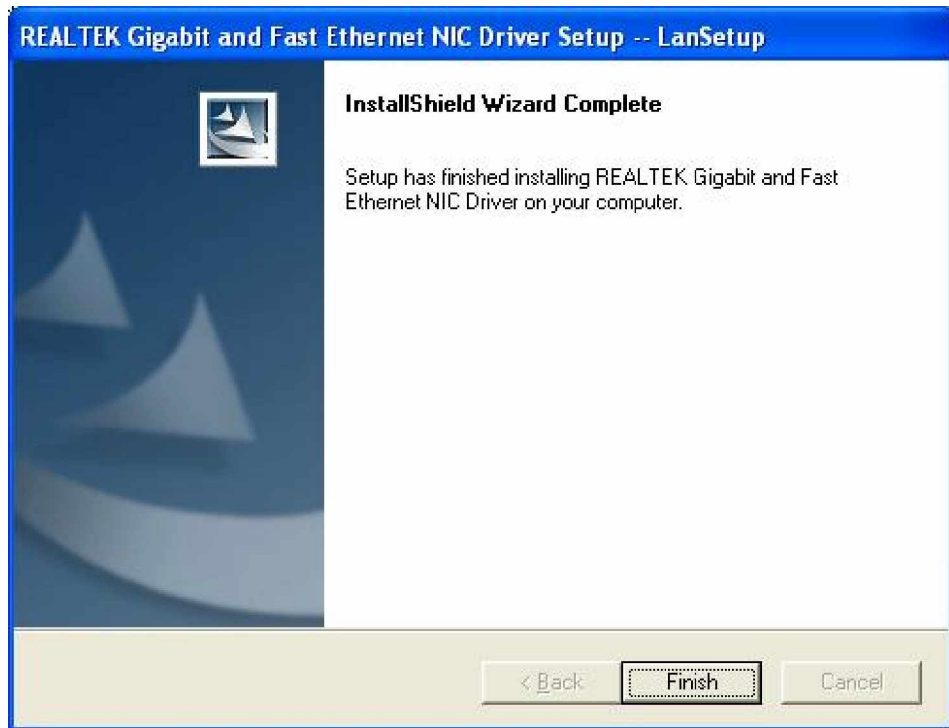 REALTEK Gigabit and Fast Ethernet NIC Driver Setup -- LanSetup
InstallShield Wizard Complete
Setup has finished installing REALTEK Gigabit and Fast
Ethernet NIC Driver on your computer.
< Back
Finish
Cancel